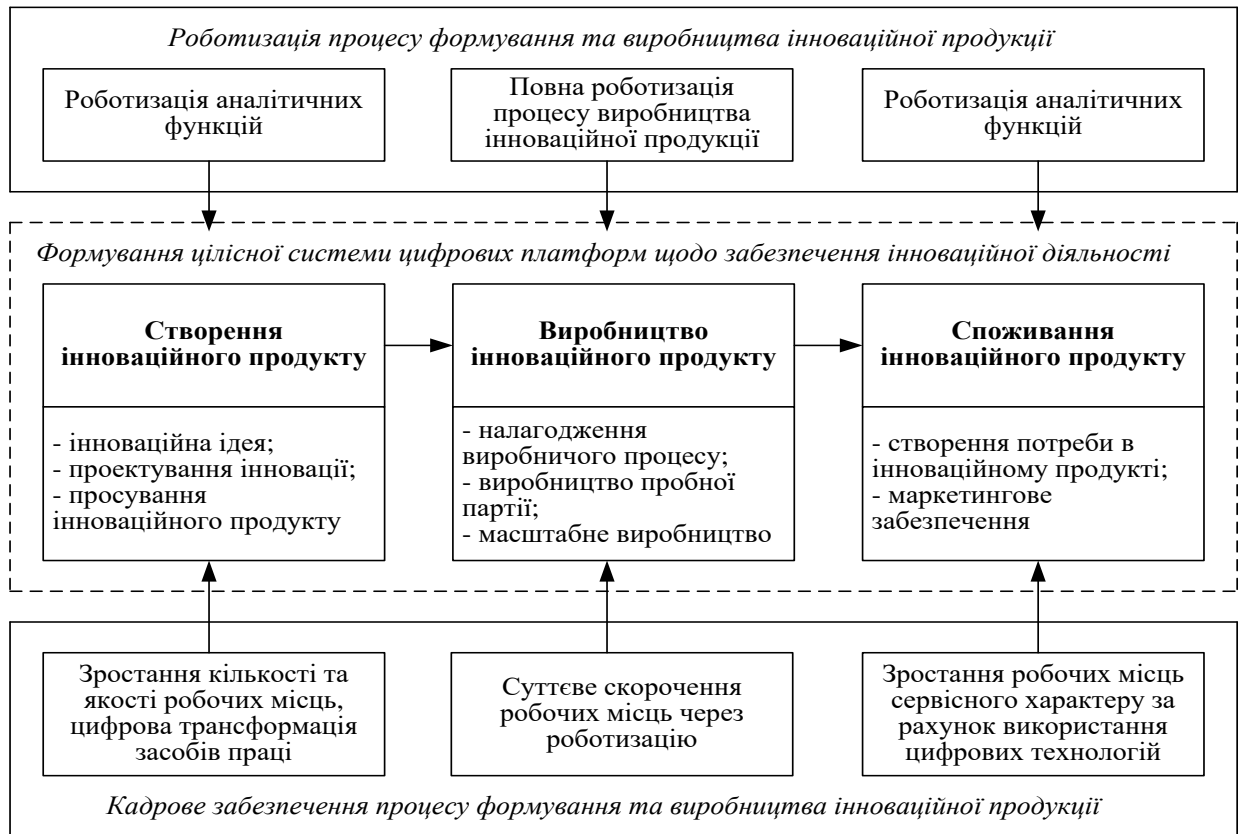 Роботизація процесу формування та виробництва інноваційної продукції
Роботизація аналітичних
функцій
Повна роботизація
процесу виробництва
інноваційної продукції
Роботизація аналітичних
функцій
Формування цілісної системи цифрових платформ щодо забезпечення інноваційної діяльності
Створення
інноваційного продукту
- інноваційна ідея;
- проектування інновації;
- просування
інноваційного продукту
Виробництво
інноваційного продукту
- налагодження
виробничого процесу;
- виробництво пробної
партії;
- масштабне виробництво
Споживання
інноваційного продукту
- створення потреби в
інноваційному продукті;
- маркетингове
забезпечення
Зростання кількості та
якості робочих місць,
цифрова трансформація
засобів праці
Суттєве скорочення
робочих місць через
роботизацію
Зростання робочих місць
сервісного характеру за
рахунок використання
цифрових технологій
Кадрове забезпечення процесу формування та виробництва інноваційної продукції